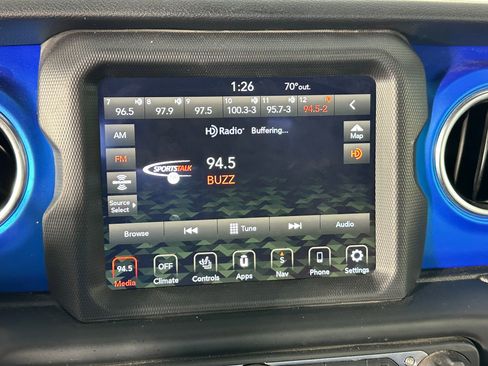 1:26 70°out.
7 8 9 10 11 12
96.5 97.9 97.5 100.3-3 95.7-3 94.5-2
AM
HD Radio Buffering...
Map
FM
SPORTSTALK
94.5
BUZZ
HD
Source
Select
Browse Tune Audio
94.5 OFF S
Media Climate Controls Apps Nav Phone Settings